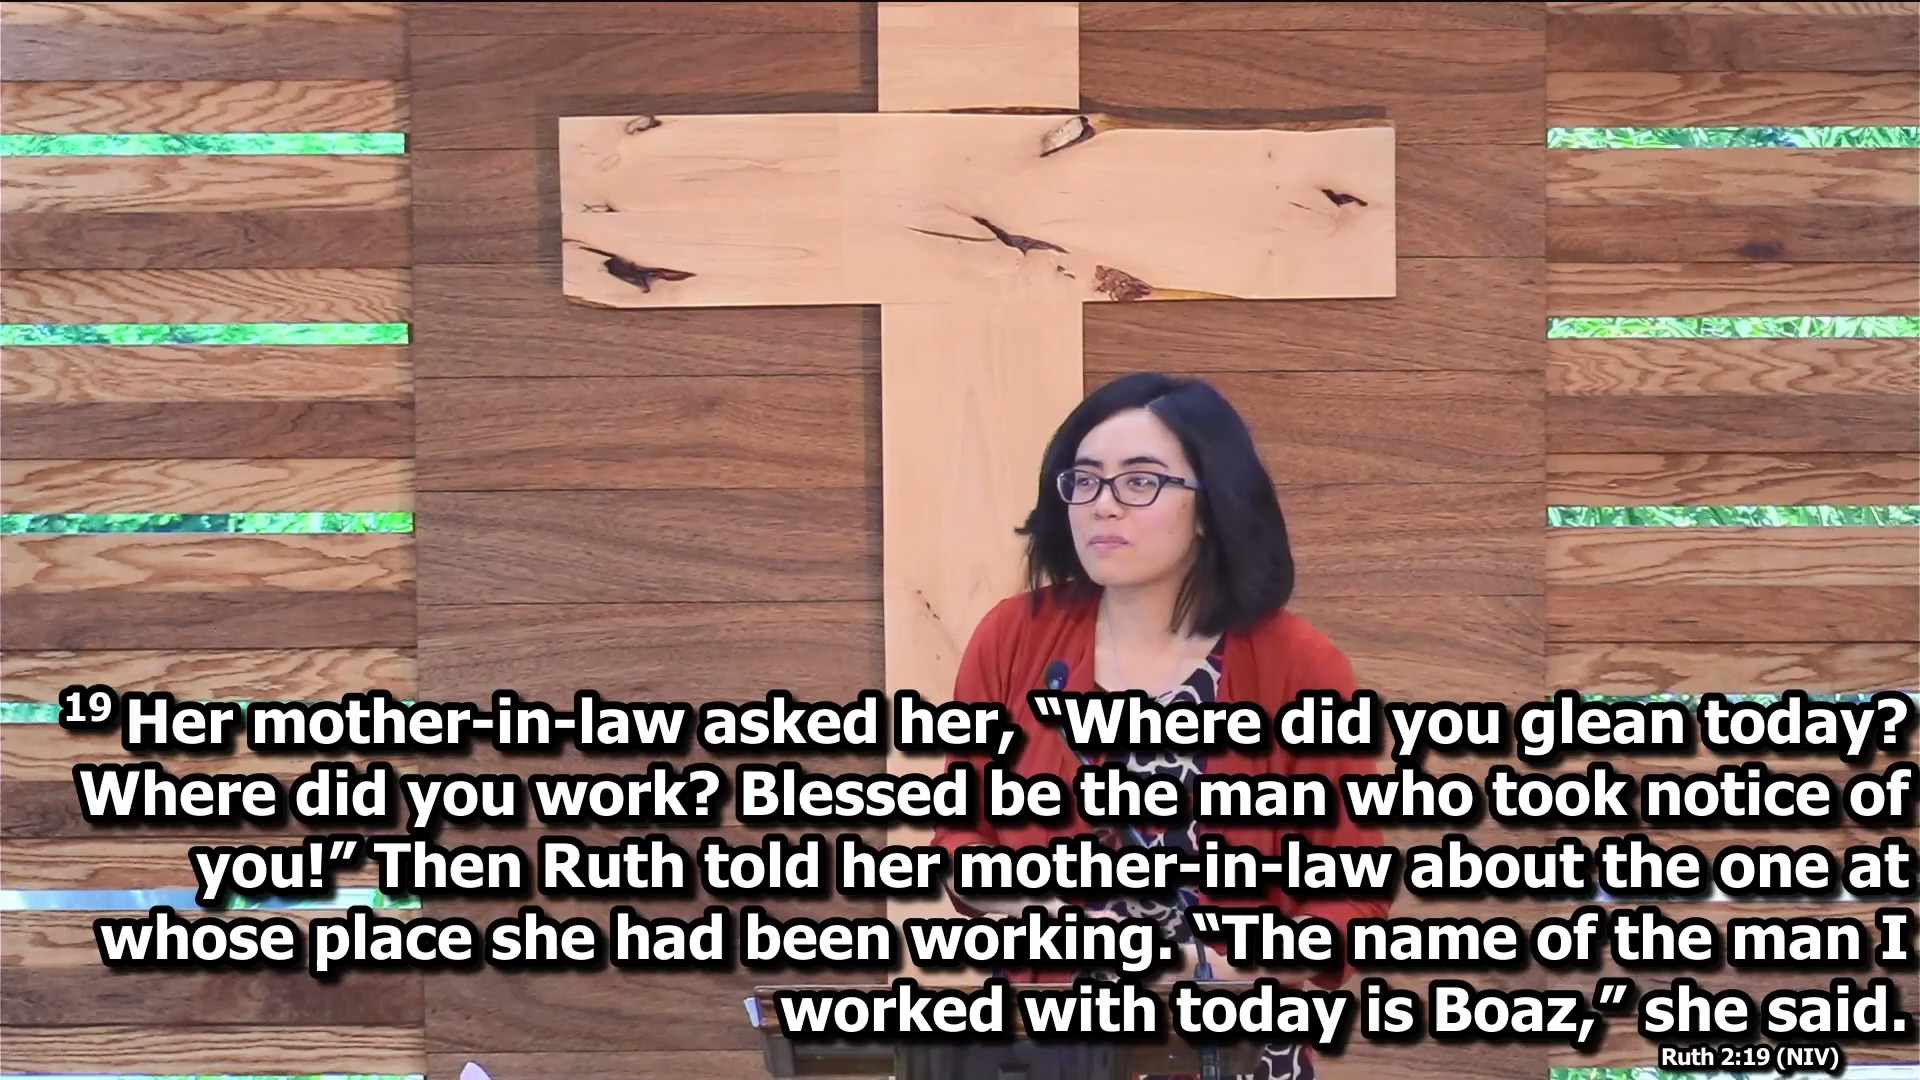 19 Her mother-in-law asked her, “Where did you glean today?
Where did you work? Blessed be the man who took notice of
you!” Then Ruth told her mother-in-law about the one at
whose place she had been working. “The name of the man I
worked with today is Boaz,” she said.
Ruth 2:19 (NIV)